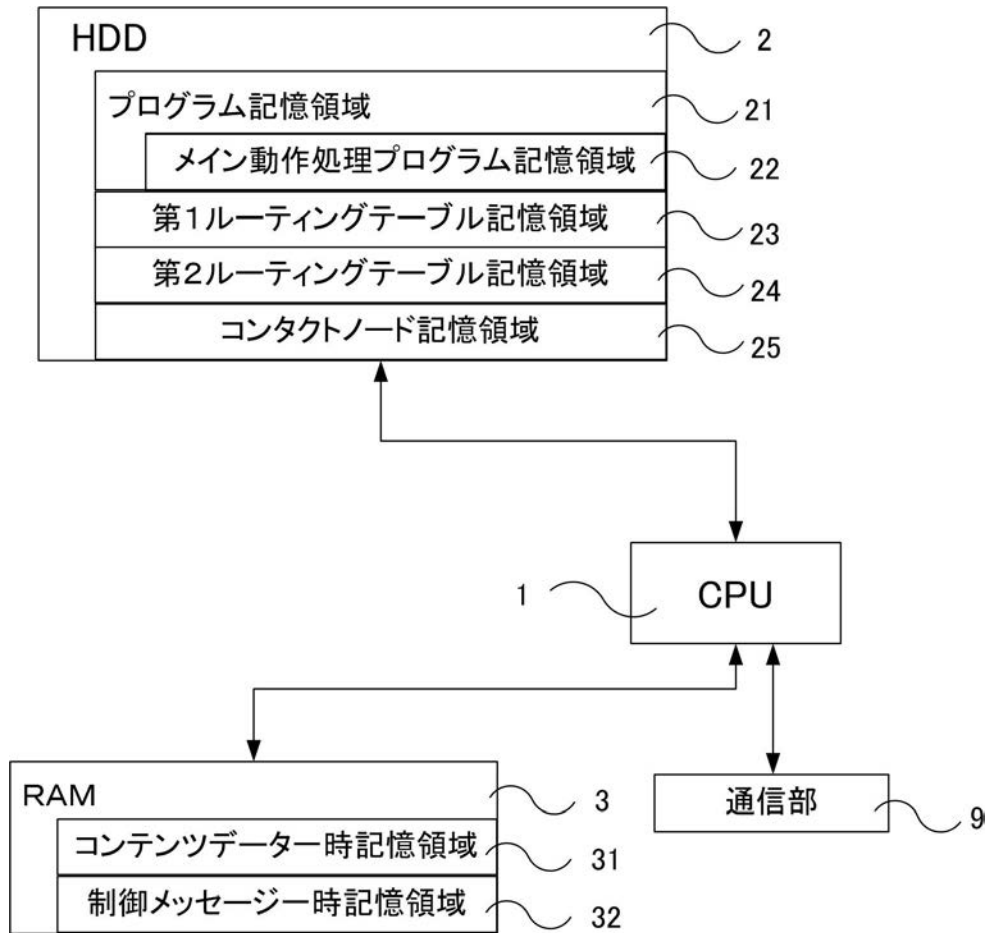 HDD
2
プログラム記憶領域
21
メイン動作処理プログラム記憶領域
22
第1ルーティングテーブル記憶領域
23
第2ルーティングテーブル記憶領域
24
コンタクトノード記憶領域
25
1
CPU
RAM
3
コンテンツデータ一時記憶領域
31
制御メッセージ一時記憶領域
32
通信部
9